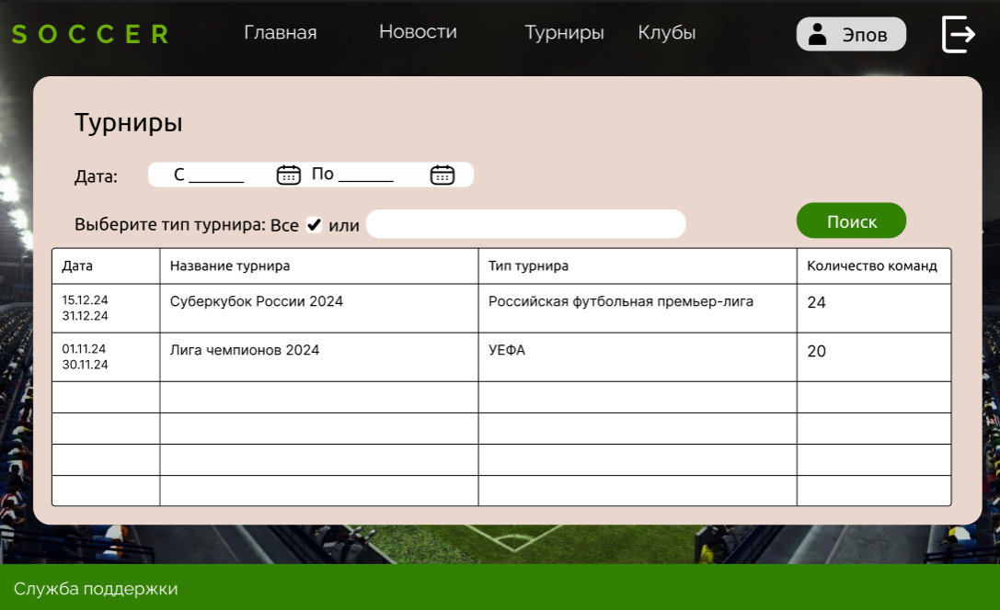 SOCCER Главная Новости Турниры Клубы Эпов
Турниры
Дата: С ______ По ______
Выберите тип турнира: Все или
Поиск
Дата Название турнира Тип турнира Количество команд
15.12.24 Суберкубок России 2024 Российская футбольная премьер-лига 24
31.12.24
01.11.24 Лига чемпионов 2024 УЕФА 20
30.11.24
Служба поддержки